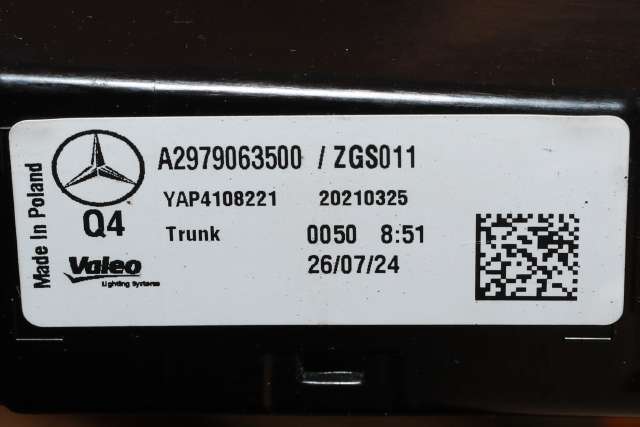 Made In Poland
A2979063500 / ZGS011
YAP4108221 20210325
Q4
Trunk 0050 8:51
Valeo
26/07/24
Lighting Systems